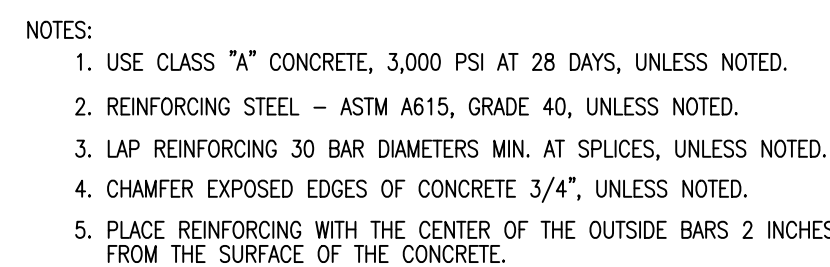 NOTES:
1. USE CLASS "A" CONCRETE, 3,000 PSI AT 28 DAYS, UNLESS NOTED.
2. REINFORCING STEEL – ASTM A615, GRADE 40, UNLESS NOTED.
3. LAP REINFORCING 30 BAR DIAMETERS MIN. AT SPLICES, UNLESS NOTED.
4. CHAMFER EXPOSED EDGES OF CONCRETE 3/4", UNLESS NOTED.
5. PLACE REINFORCING WITH THE CENTER OF THE OUTSIDE BARS 2 INCHES
FROM THE SURFACE OF THE CONCRETE.